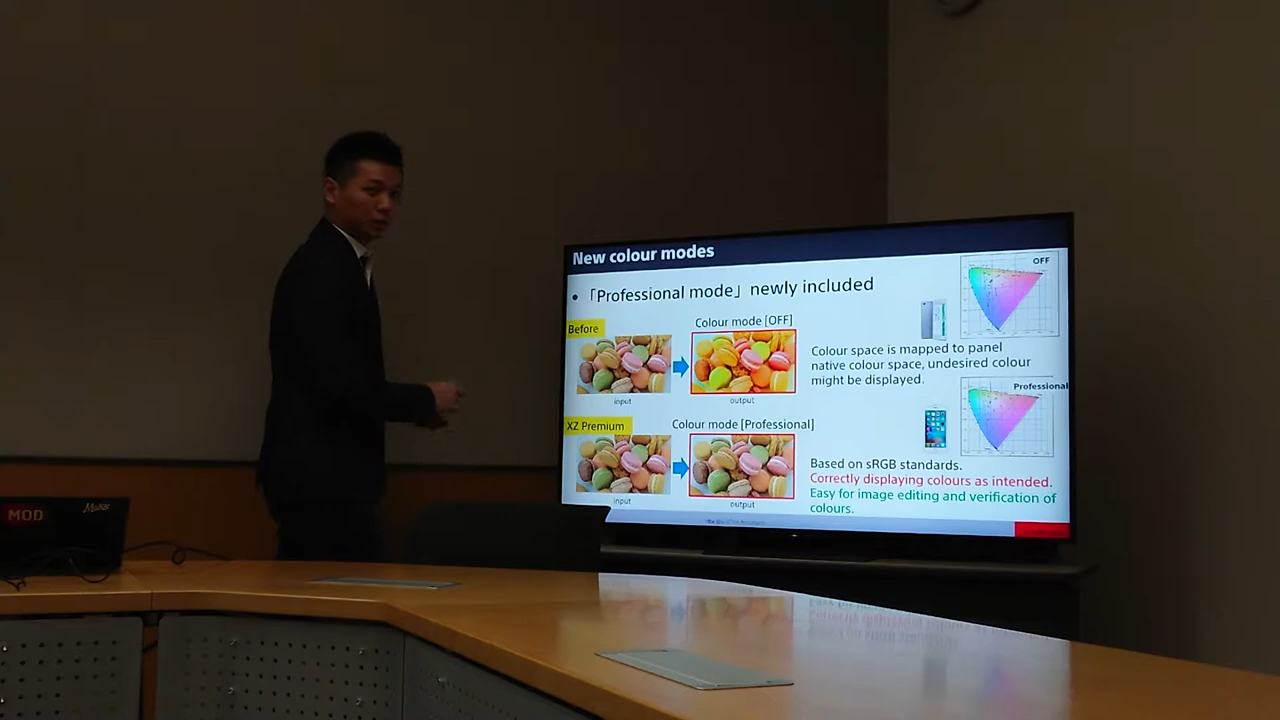 New colour modes
• 「Professional mode」 newly included
OFF
Before
Colour mode [OFF]
input
output
Colour space is mapped to panel
native colour space, undesired colour
might be displayed.
Professional
XZ Premium
Colour mode [Professional]
input
output
Based on sRGB standards.
Correctly displaying colours as intended.
Easy for image editing and verification of
colours.
MOD